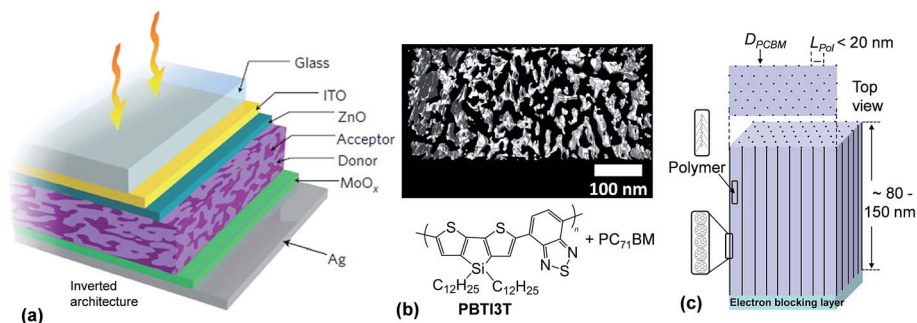 Glass
ITO
ZnO
Acceptor
Donor
MoOx
Ag
Inverted
architecture
(a)
100 nm
S
S
n
+ PC71BM
Si
N
S
N
C12H25
C12H25
(b)
PBTI3T
DPCBM
LPol < 20 nm
Top
view
Polymer
~ 80 -
150 nm
Electron blocking layer
(c)